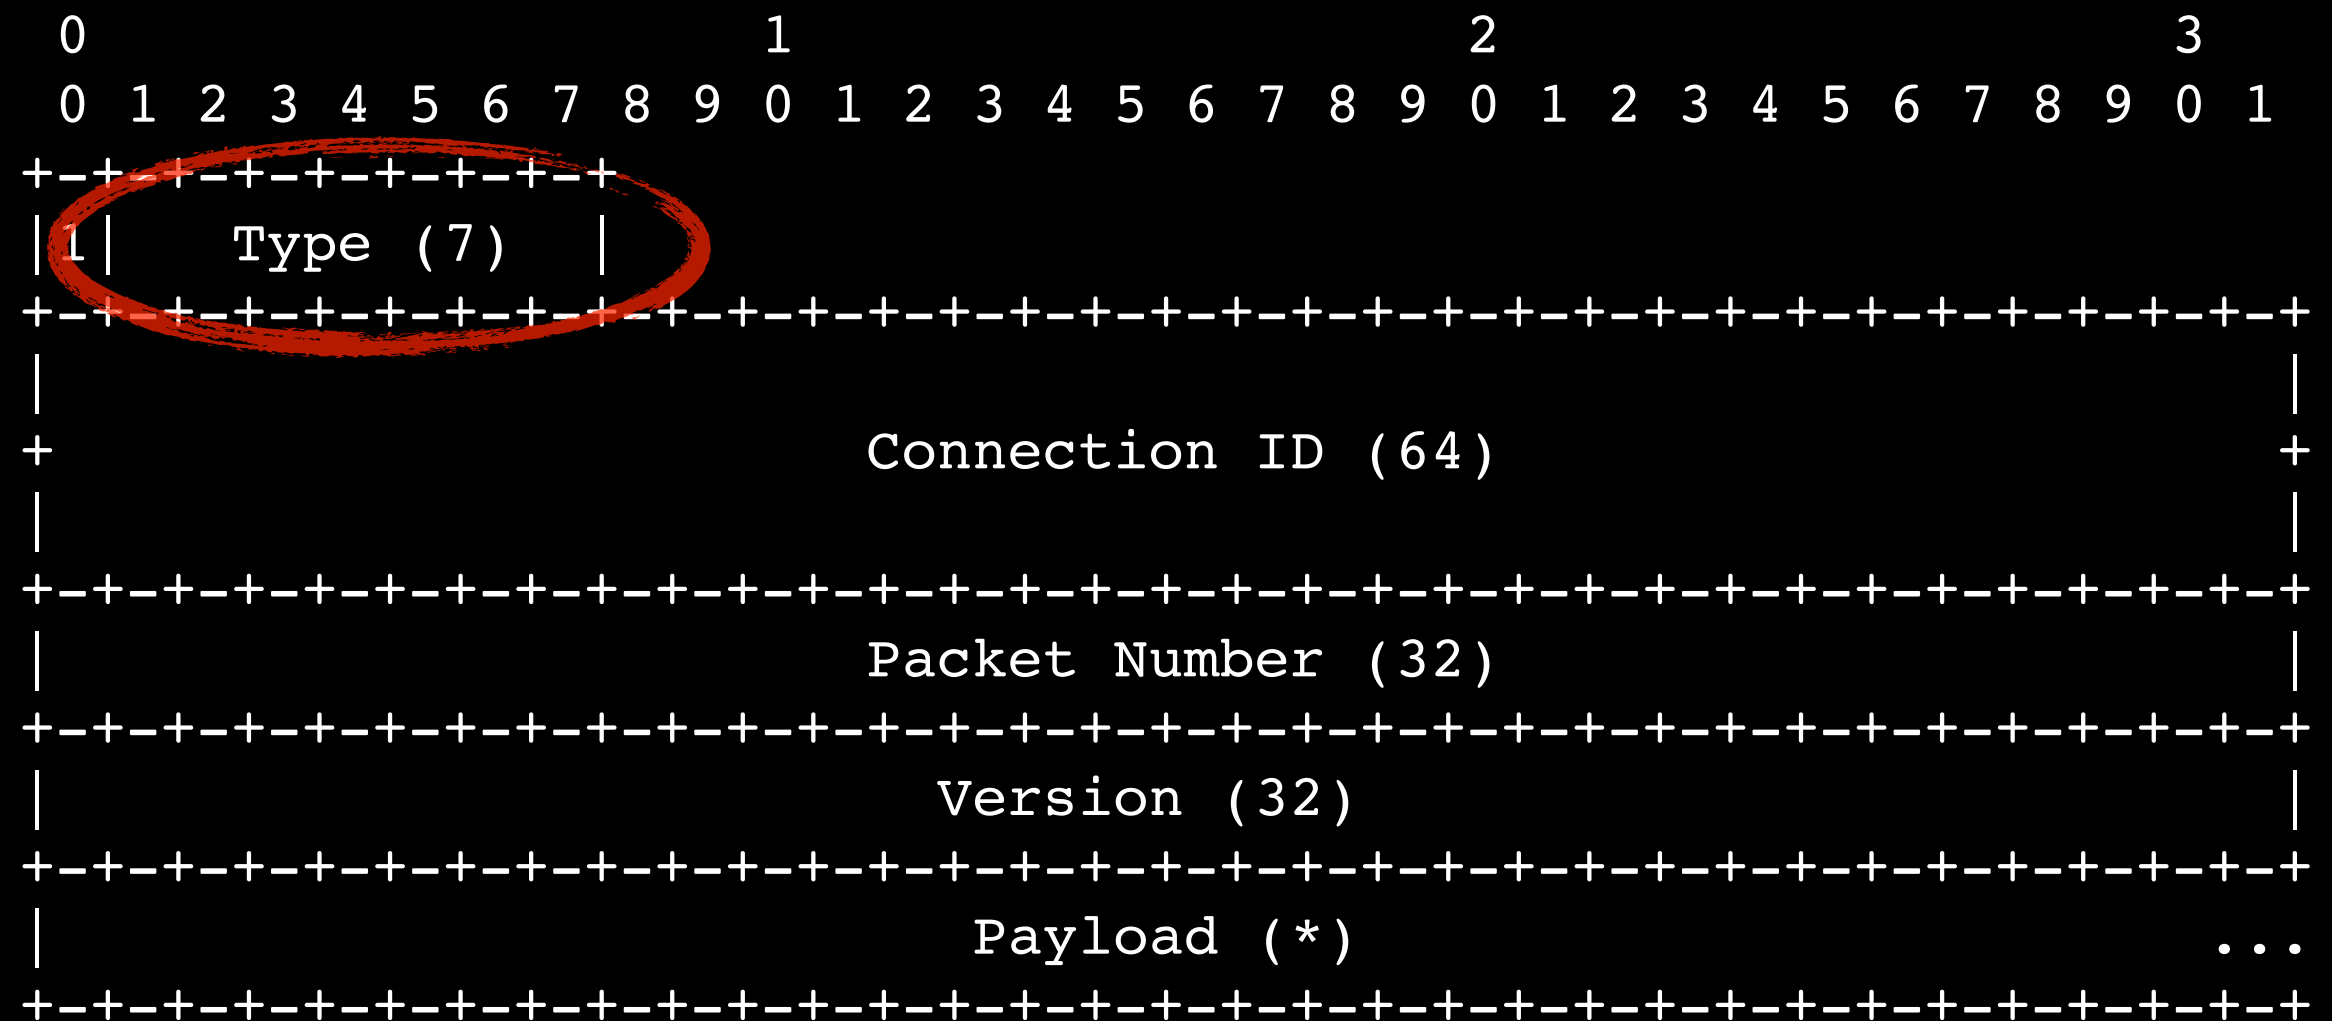 0                   1                   2                   3
 0 1 2 3 4 5 6 7 8 9 0 1 2 3 4 5 6 7 8 9 0 1 2 3 4 5 6 7 8 9 0 1
+-+-+-+-+-+-+-+-+
|1|   Type (7)  |
+-+-+-+-+-+-+-+-+-+-+-+-+-+-+-+-+-+-+-+-+-+-+-+-+-+-+-+-+-+-+-+-+
|                                                               |
+                       Connection ID (64)                      +
|                                                               |
+-+-+-+-+-+-+-+-+-+-+-+-+-+-+-+-+-+-+-+-+-+-+-+-+-+-+-+-+-+-+-+-+
|                       Packet Number (32)                      |
+-+-+-+-+-+-+-+-+-+-+-+-+-+-+-+-+-+-+-+-+-+-+-+-+-+-+-+-+-+-+-+-+
|                         Version (32)                          |
+-+-+-+-+-+-+-+-+-+-+-+-+-+-+-+-+-+-+-+-+-+-+-+-+-+-+-+-+-+-+-+-+
|                          Payload (*)                        ...
+-+-+-+-+-+-+-+-+-+-+-+-+-+-+-+-+-+-+-+-+-+-+-+-+-+-+-+-+-+-+-+-+